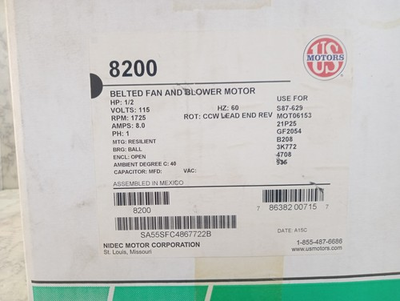 8200
US
MOTORS
BELTED FAN AND BLOWER MOTOR
HP: 1/2
VOLTS: 115
HZ: 60
RPM: 1725
ROT: CCW LEAD END REV
AMPS: 8.0
PH: 1
MTG: RESILIENT
BRG: BALL
ENCL: OPEN
AMBIENT DEGREE C: 40
CAPACITOR: MFD: VAC:
USE FOR
S87-629
MOT06153
21P25
GF2054
B208
3K772
4708
ASSEMBLED IN MEXICO
8200
7 86382 00715 7
SA55SFC4867722B
NIDEC MOTOR CORPORATION
St. Louis, Missouri
DATE: A15C
1-855-487-6686
www.usmotors.com